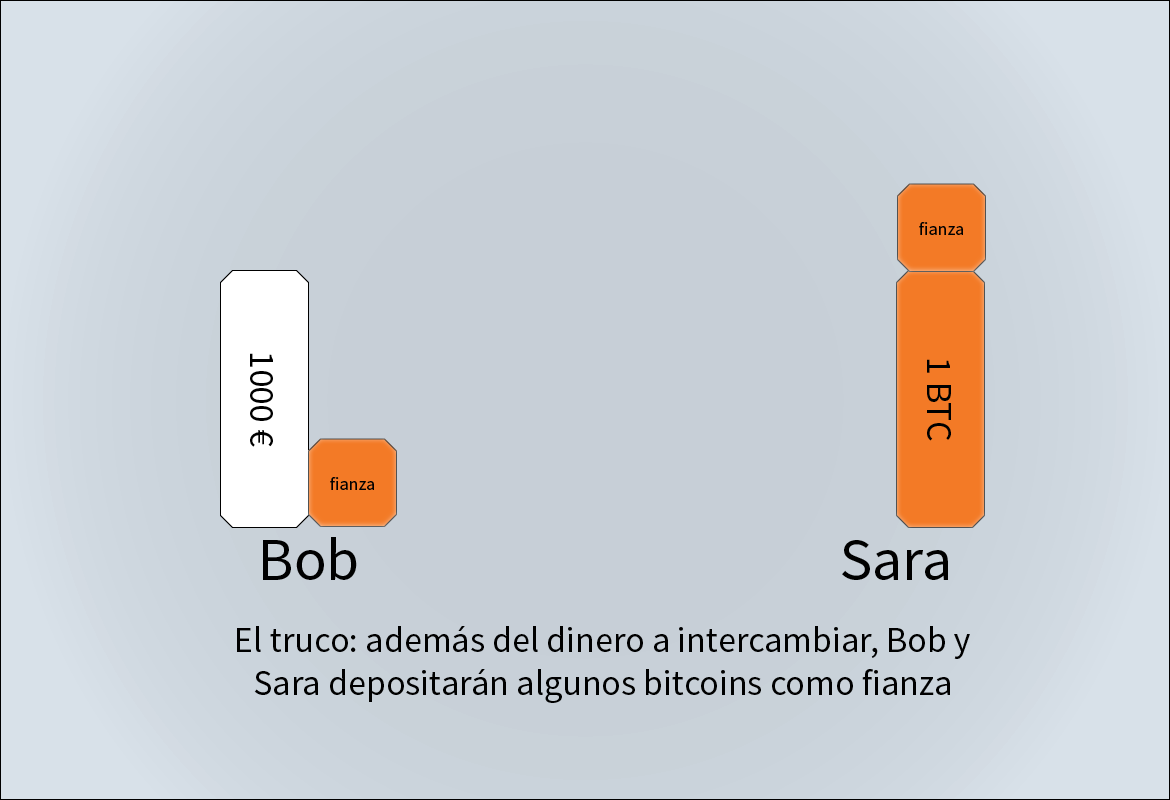 fianza
1000 €
1 BTC
fianza
Bob
Sara
El truco: además del dinero a intercambiar, Bob y
Sara depositarán algunos bitcoins como fianza